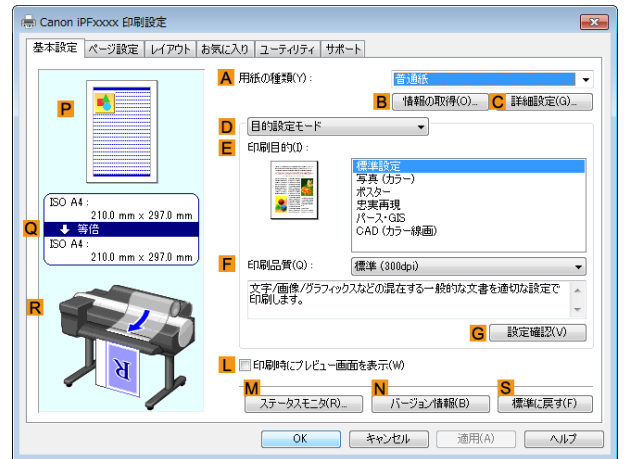 Canon iPFxxxx 印刷設定
基本設定 ページ設定 レイアウト お気に入り ユーティリティ サポート
A 用紙の種類(Y): 普通紙
B 情報の取得(O)... C 詳細設定(G)...
P
D 目的設定モード
E 印刷目的(I):
標準設定
写真 (カラー)
ポスター
忠実再現
パース・GIS
CAD (カラー線画)
ISO A4 :
210.0 mm × 297.0 mm
Q 等倍
ISO A4 :
210.0 mm × 297.0 mm
F 印刷品質(Q): 標準 (300dpi)
文字/画像/グラフィックスなどの混在する一般的な文書を適切な設定で
印刷します。
R
R
G 設定確認(V)
L 印刷時にプレビュー画面を表示(W)
M N S
ステータスモニタ(R)... バージョン情報(B) 標準に戻す(F)
OK キャンセル 適用(A) ヘルプ